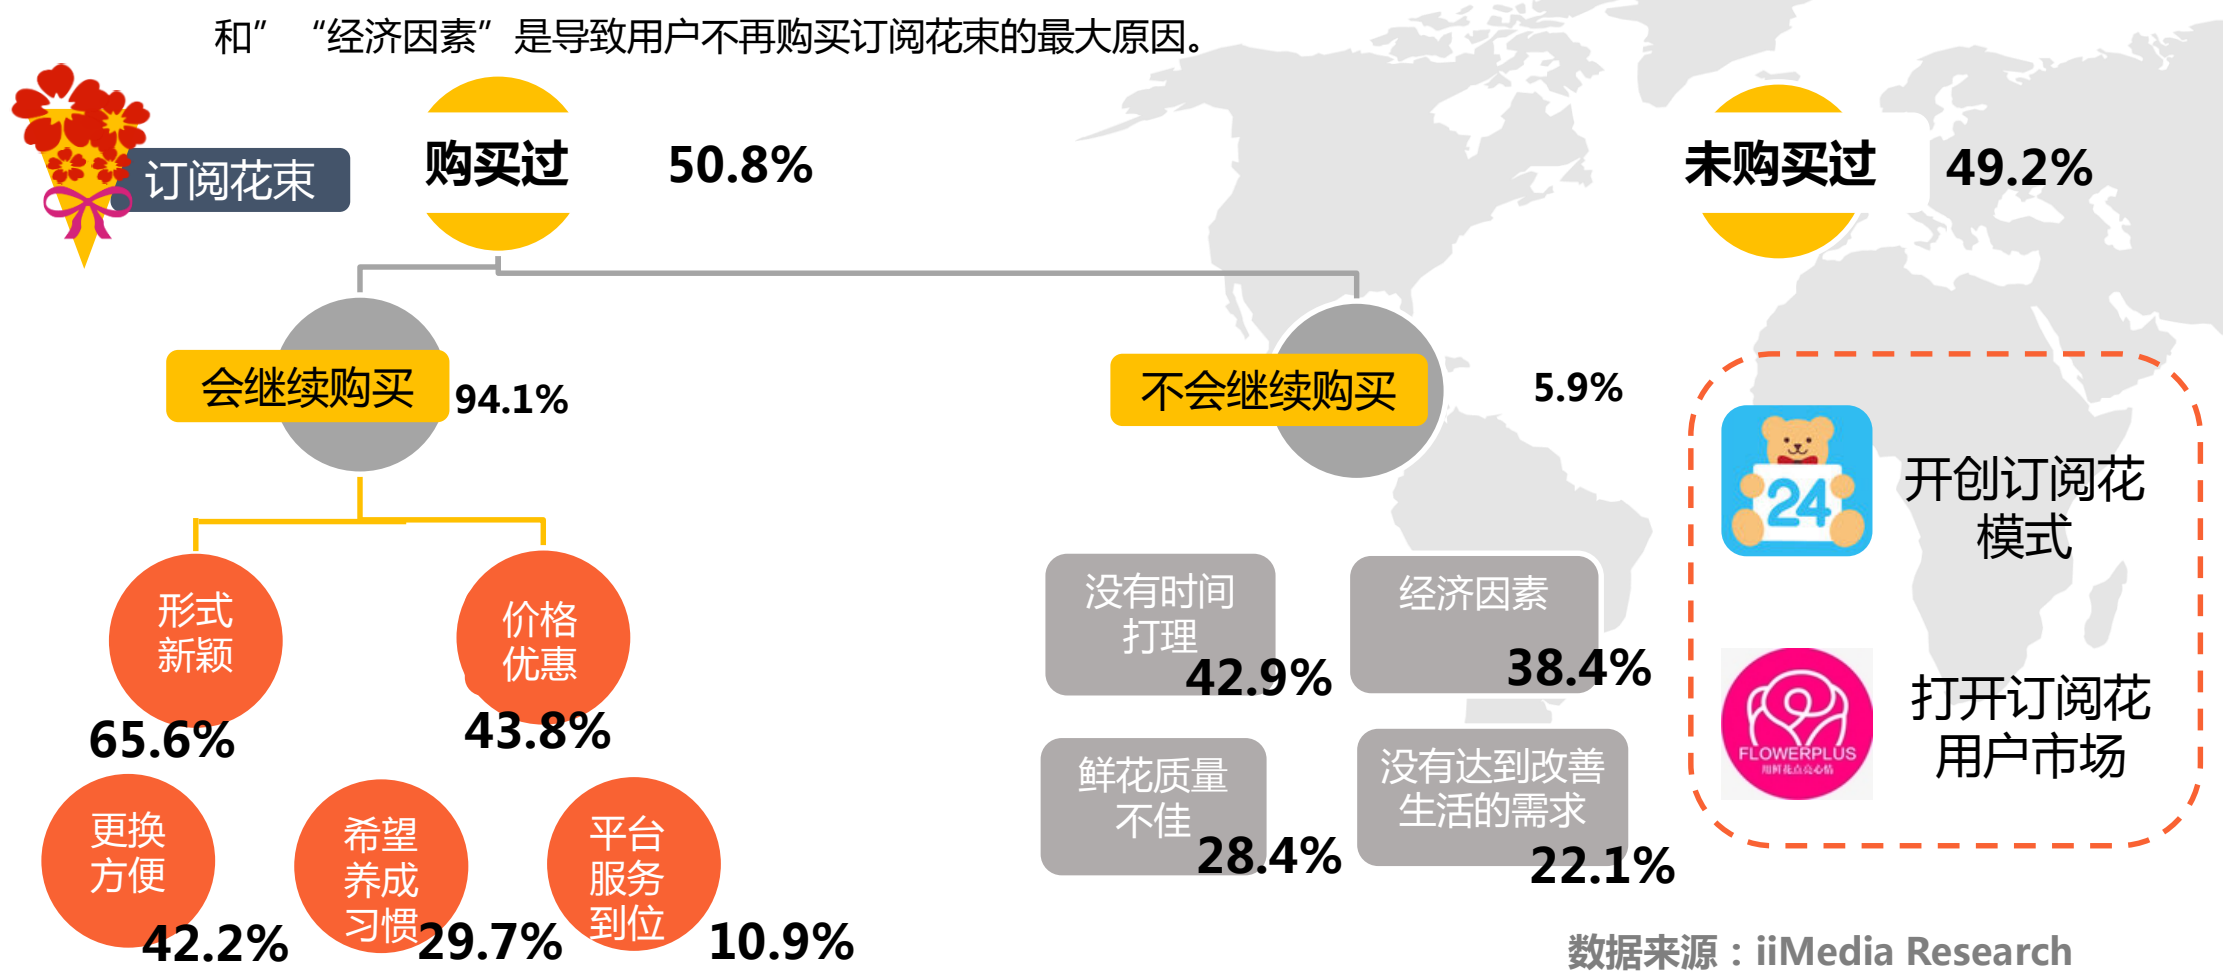 和”　“经济因素”是导致用户不再购买订阅花束的最大原因。
订阅花束
购买过
50.8%
未购买过
49.2%
会继续购买
94.1%
不会继续购买
5.9%
形式
新颖
65.6%
价格
优惠
43.8%
更换
方便
42.2%
希望
养成
习惯
29.7%
平台
服务
到位
10.9%
没有时间
打理
42.9%
经济因素
38.4%
鲜花质量
不佳
28.4%
没有达到改善
生活的需求
22.1%
24
开创订阅花
模式
FLOWERPLUS
用鲜花点亮心情
打开订阅花
用户市场
数据来源：iiMedia Research